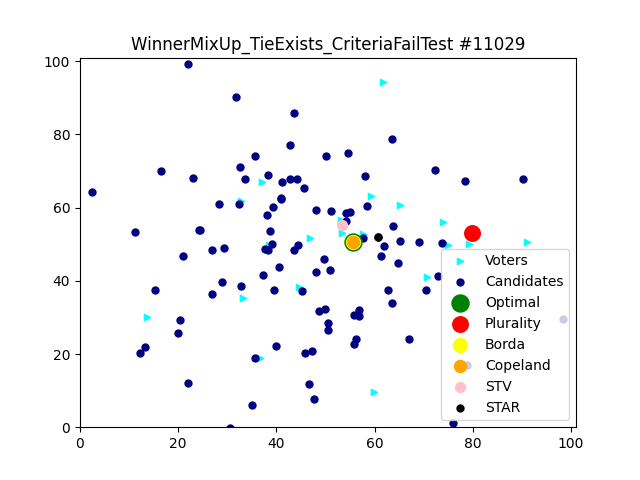 WinnerMixUp_TieExists_CriteriaFailTest #11029
100
80
60
40
20
0
0 20 40 60 80 100
Voters
Candidates
Optimal
Plurality
Borda
Copeland
STV
STAR